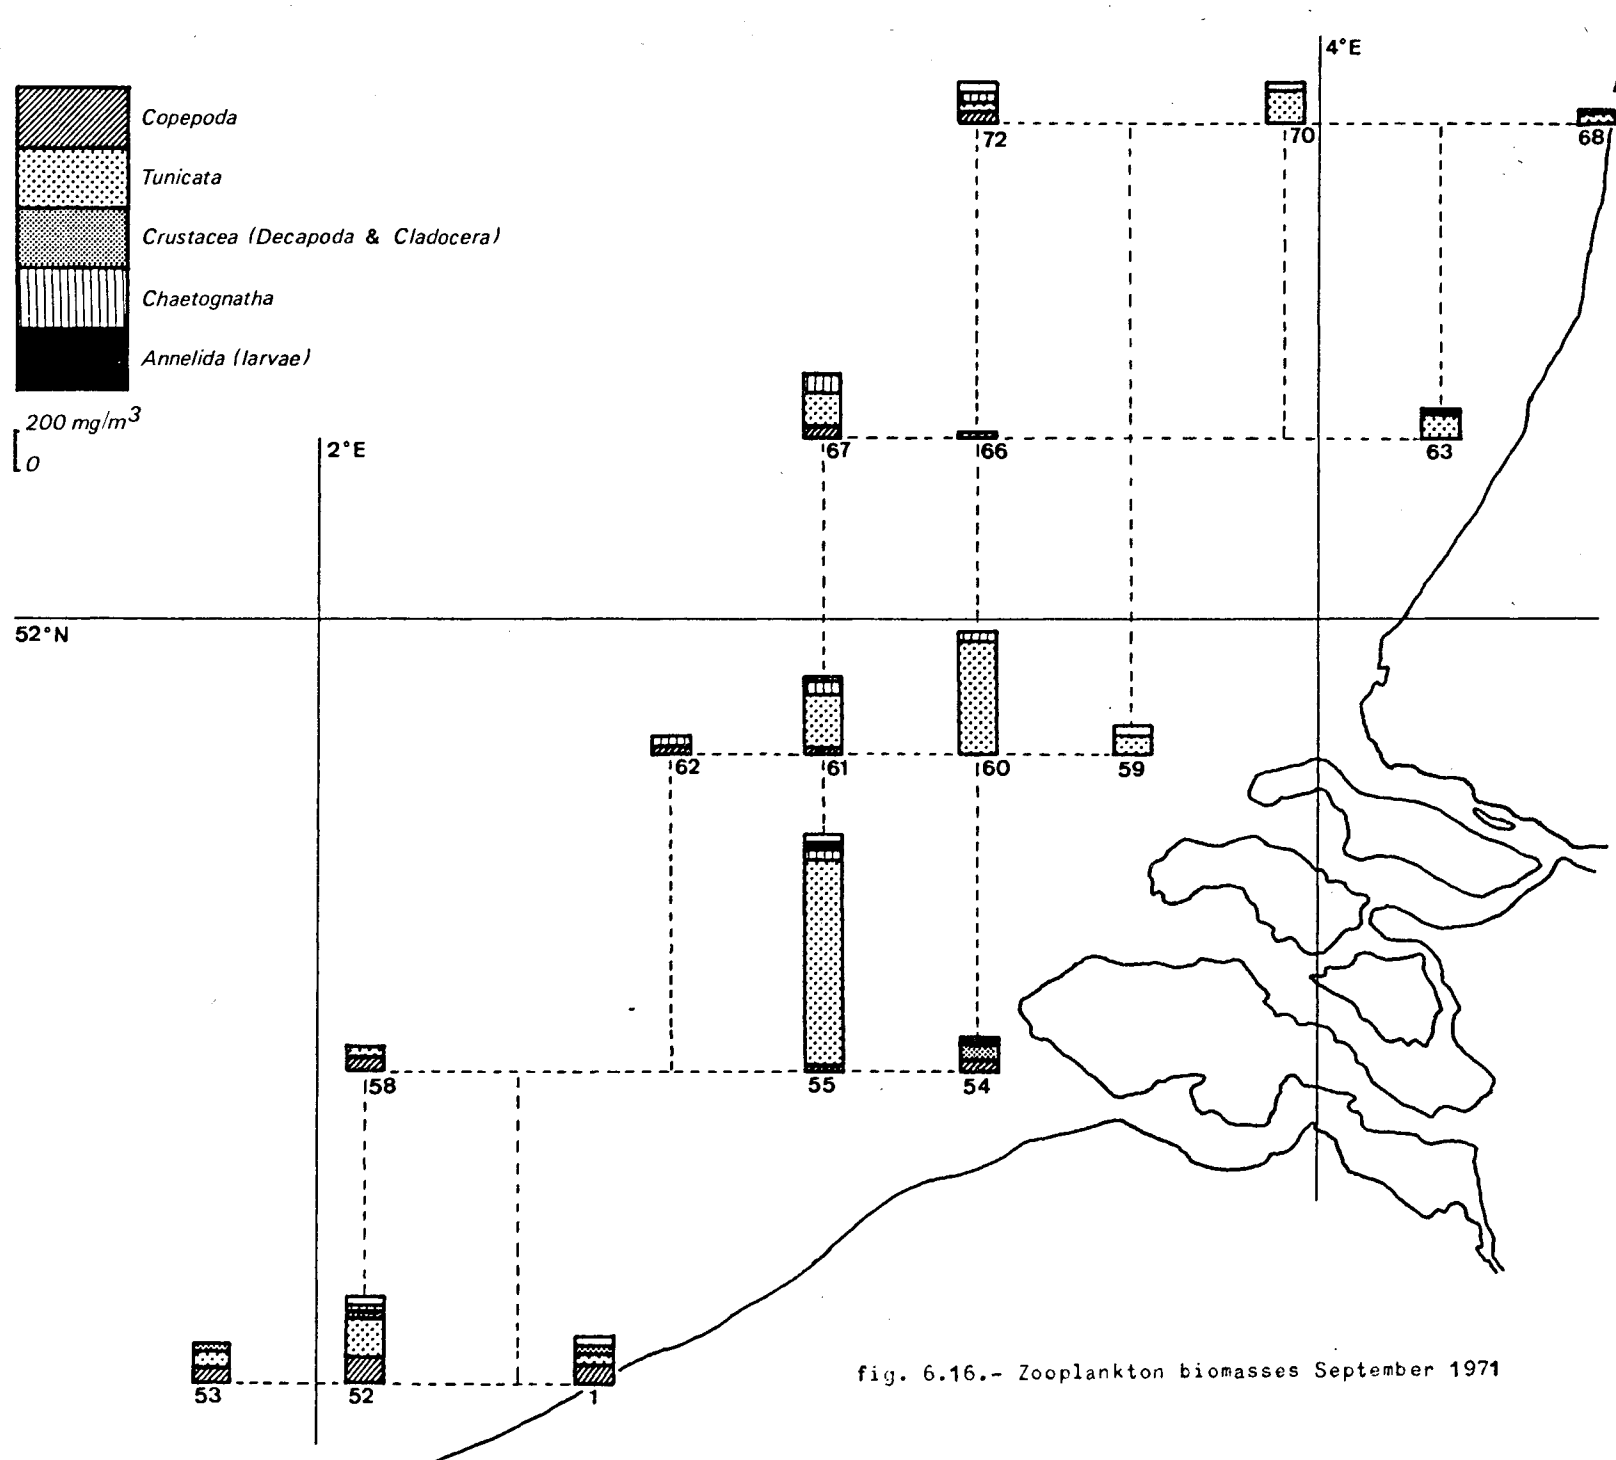 4°E
Copepoda
Tunicata
Crustacea (Decapoda & Cladocera)
Chaetognatha
Annelida (larvae)
200 mg/m3
0
72
70
68
2°E
67
66
63
52°N
62
61
60
59
58
55
54
53
52
1
fig. 6.16.- Zooplankton biomasses September 1971